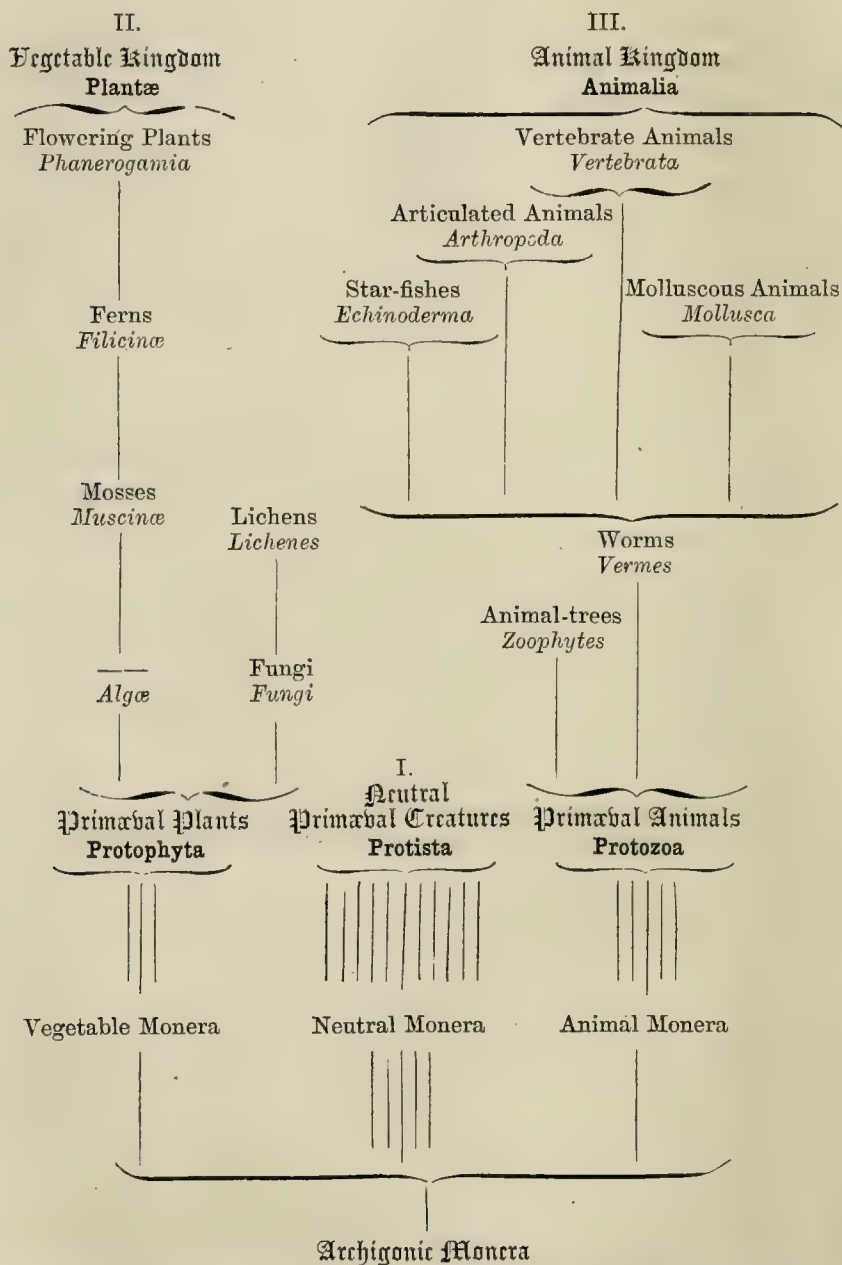 II.
Vegetable Kingdom
Plantæ
Flowering Plants
Phanerogamia
Ferns
Filicinæ
Mosses
Muscinæ
Lichens
Lichenes
—— 
Algæ
Fungi
Fungi
III.
Animal Kingdom
Animalia
Vertebrate Animals
Vertebrata
Articulated Animals
Arthropoda
Star-fishes
Echinoderma
Molluscous Animals
Mollusca
Worms
Vermes
Animal-trees
Zoophytes
I.
Neutral
Primæval Plants
Protophyta
Primæval Creatures
Protista
Primæval Animals
Protozoa
Vegetable Monera
Neutral Monera
Animal Monera
Archigonic Monera